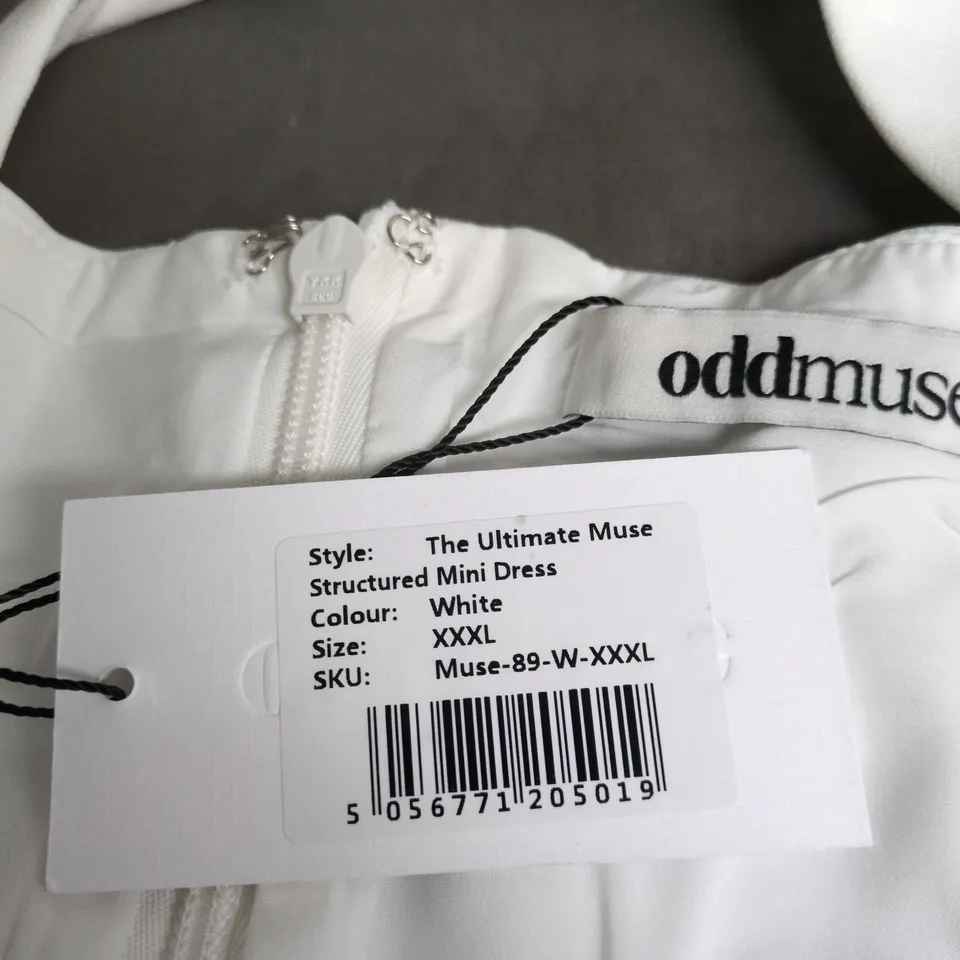 YKK
oddmuse
Style: The Ultimate Muse
Structured Mini Dress
Colour: White
Size: XXXL
SKU: Muse-89-W-XXXL
5 056771 205019